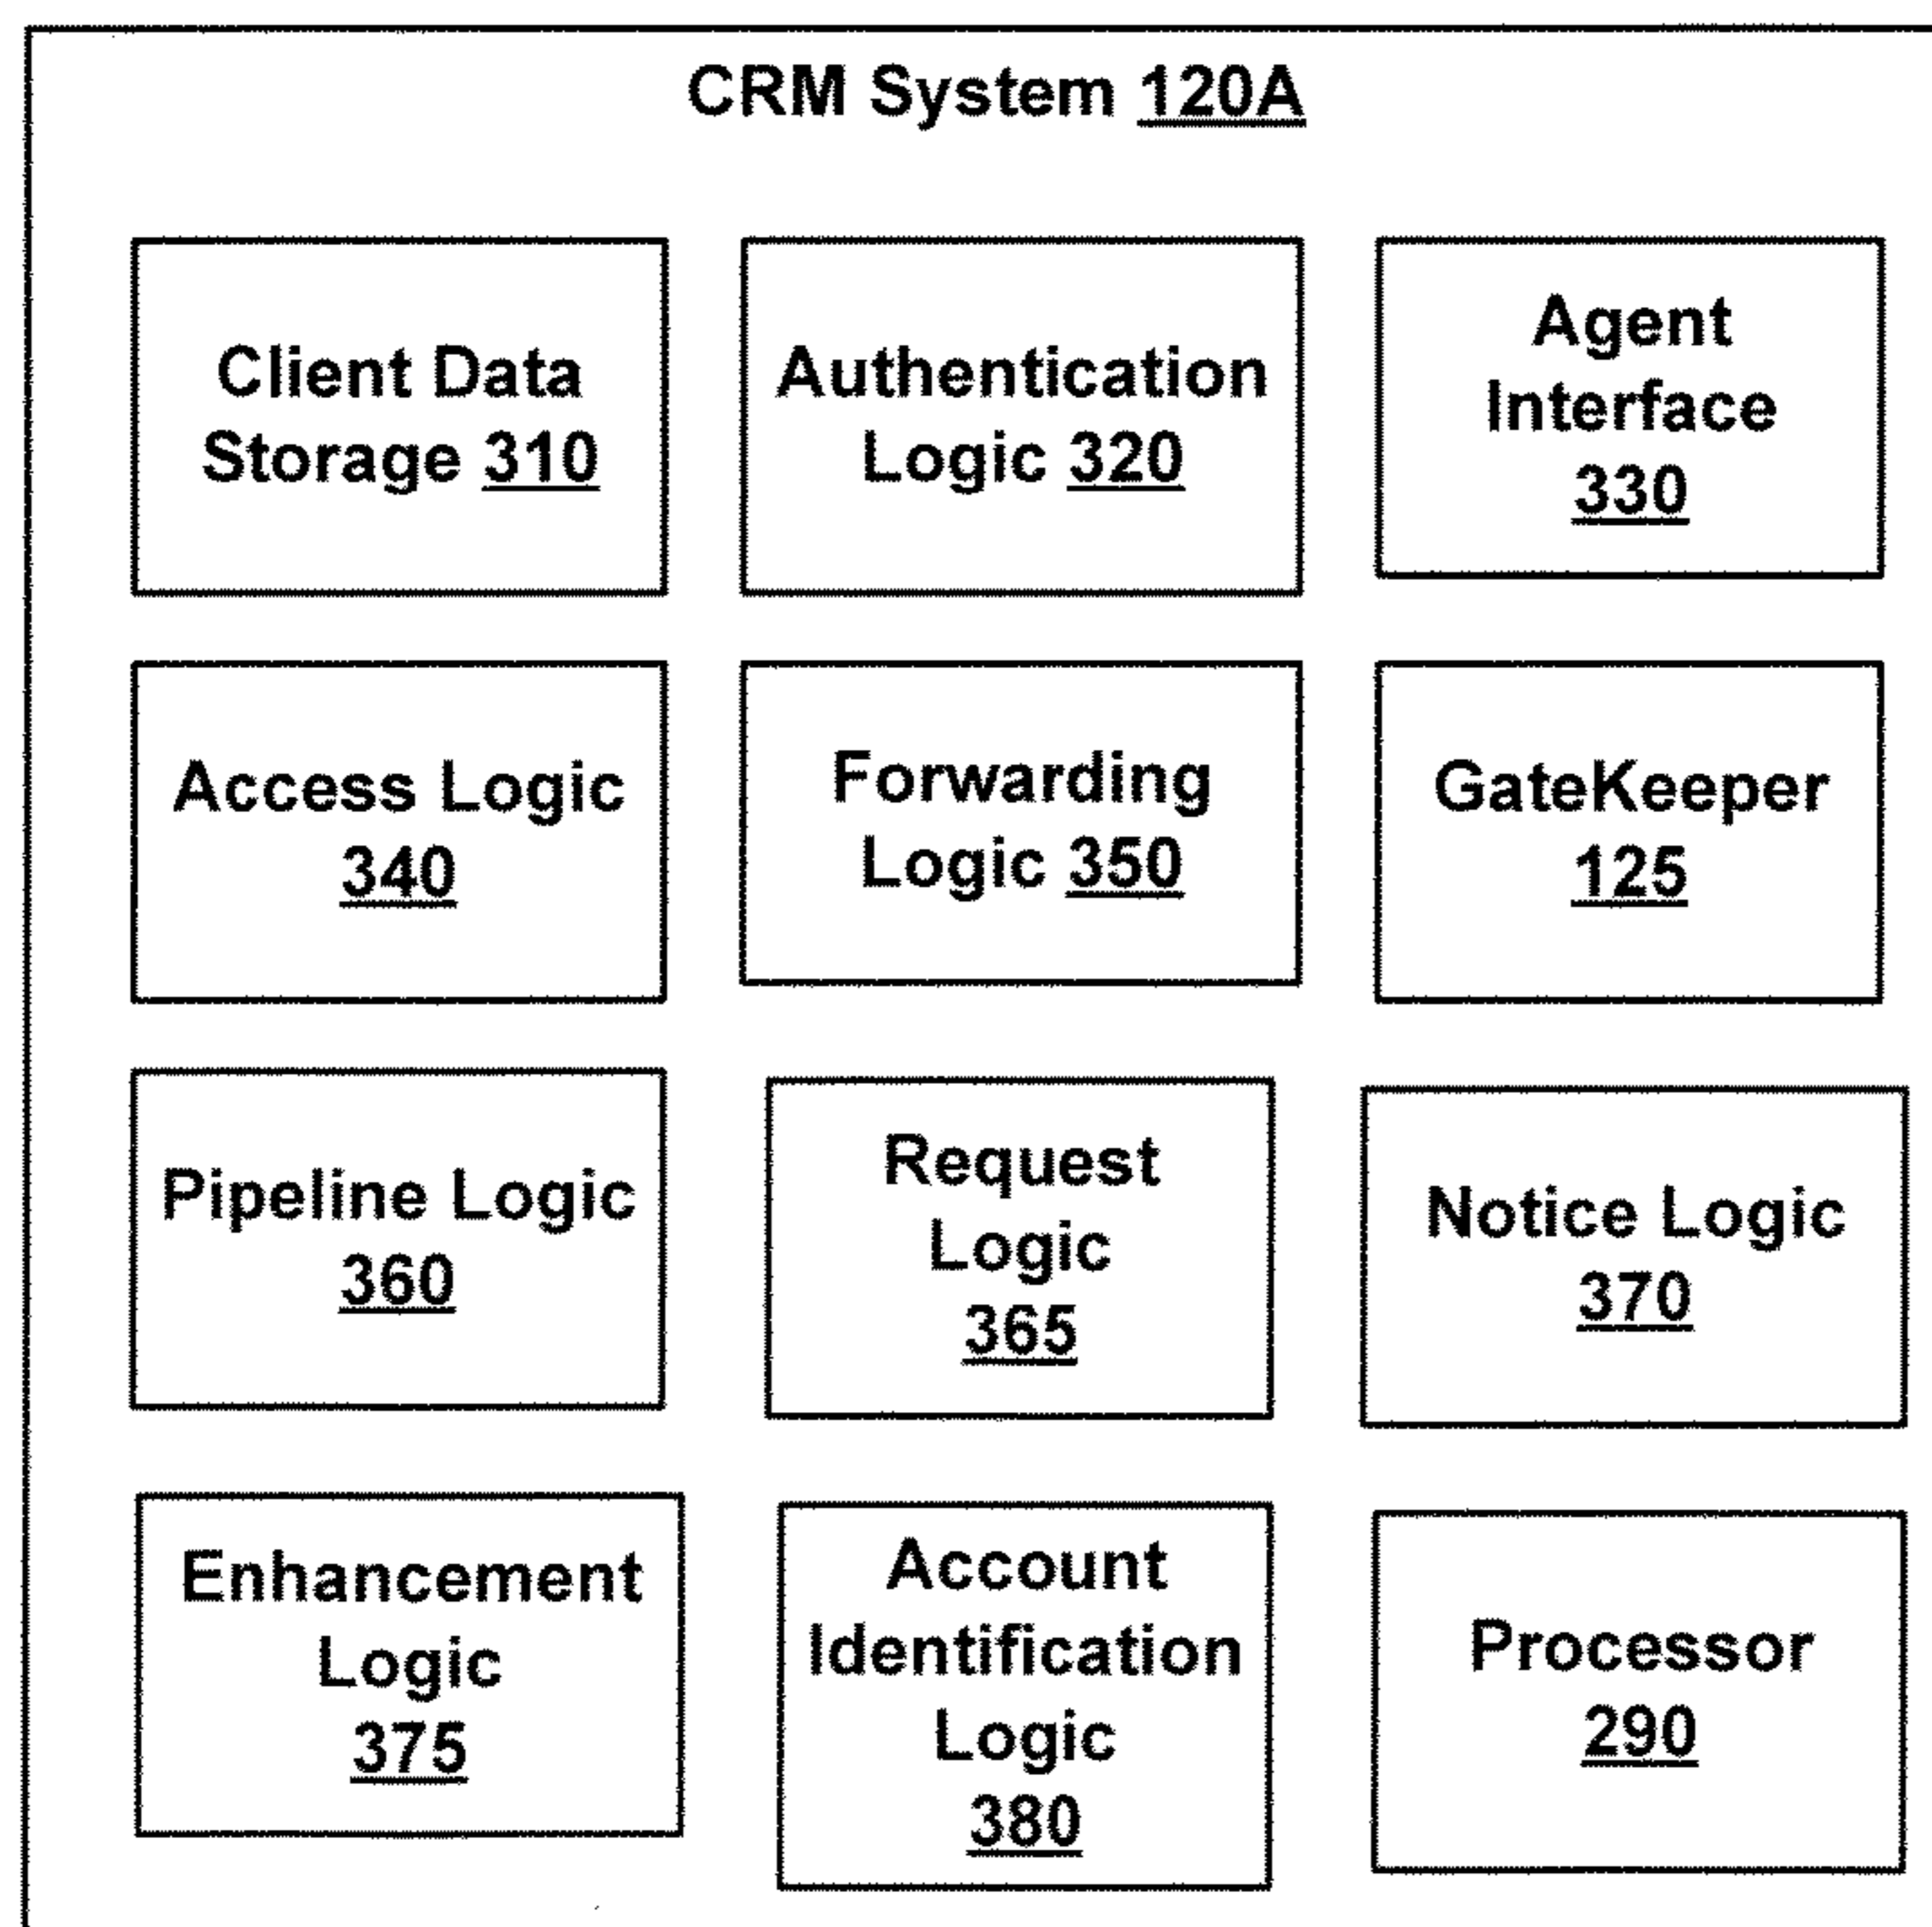 CRM System 120A
Client Data
Storage 310
Authentication
Logic 320
Agent
Interface
330
Access Logic
340
Forwarding
Logic 350
GateKeeper
125
Pipeline Logic
360
Request
Logic
365
Notice Logic
370
Enhancement
Logic
375
Account
Identification
Logic
380
Processor
290